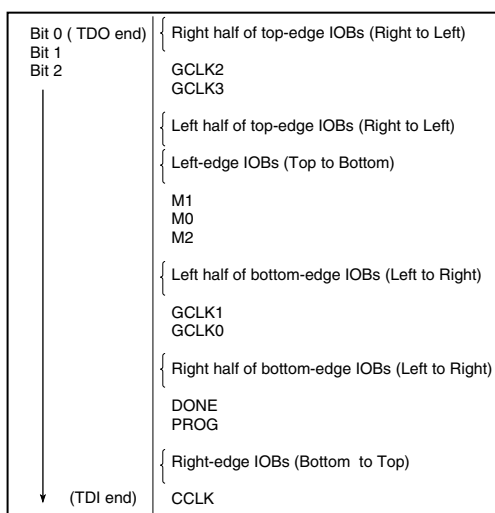 Bit 0 ( TDO end)
Bit 1
Bit 2
Right half of top-edge IOBs (Right to Left)
GCLK2
GCLK3
Left half of top-edge IOBs (Right to Left)
Left-edge IOBs (Top to Bottom)
M1
M0
M2
Left half of bottom-edge IOBs (Left to Right)
GCLK1
GCLK0
Right half of bottom-edge IOBs (Left to Right)
DONE
PROG
Right-edge IOBs (Bottom to Top)
(TDI end)
CCLK